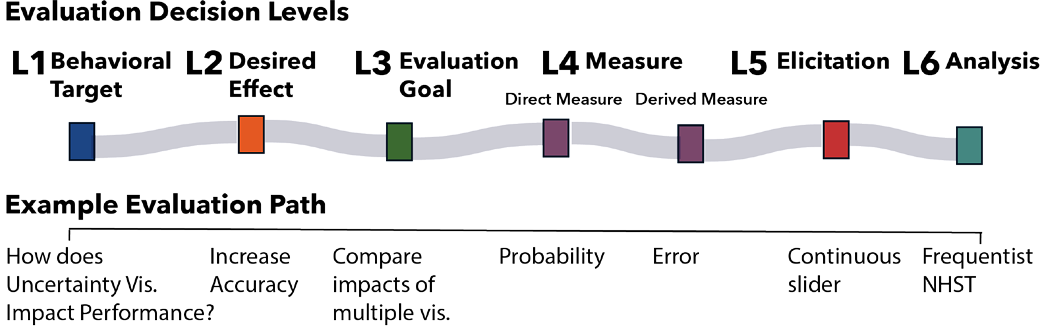 Evaluation Decision Levels
L1 Behavioral Target
L2 Desired Effect
L3 Evaluation Goal
L4 Measure
L5 Elicitation
L6 Analysis
Direct Measure
Derived Measure
Example Evaluation Path
How does
Uncertainty Vis.
Impact Performance?
Increase
Accuracy
Compare
impacts of
multiple vis.
Probability
Error
Continuous
slider
Frequentist
NHST